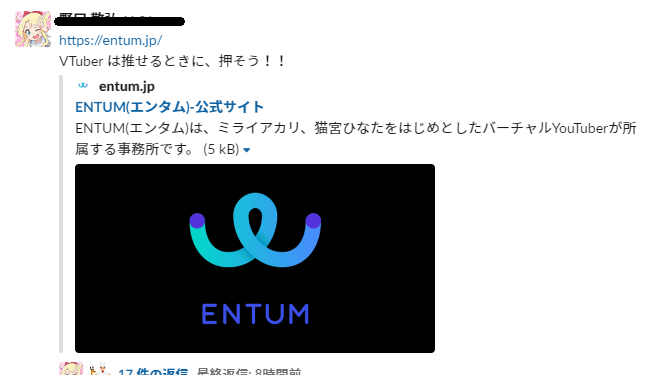 https://entum.jp/
VTuber は推せるときに、押そう！！
entum.jp
ENTUM(エンタム)-公式サイト
ENTUM(エンタム)は、ミライアカリ、猫宮ひなたをはじめとしたバーチャルYouTuberが所
属する事務所です。 (5 kB)
ENTUM
17 件の返信 最終返信: 8時間前